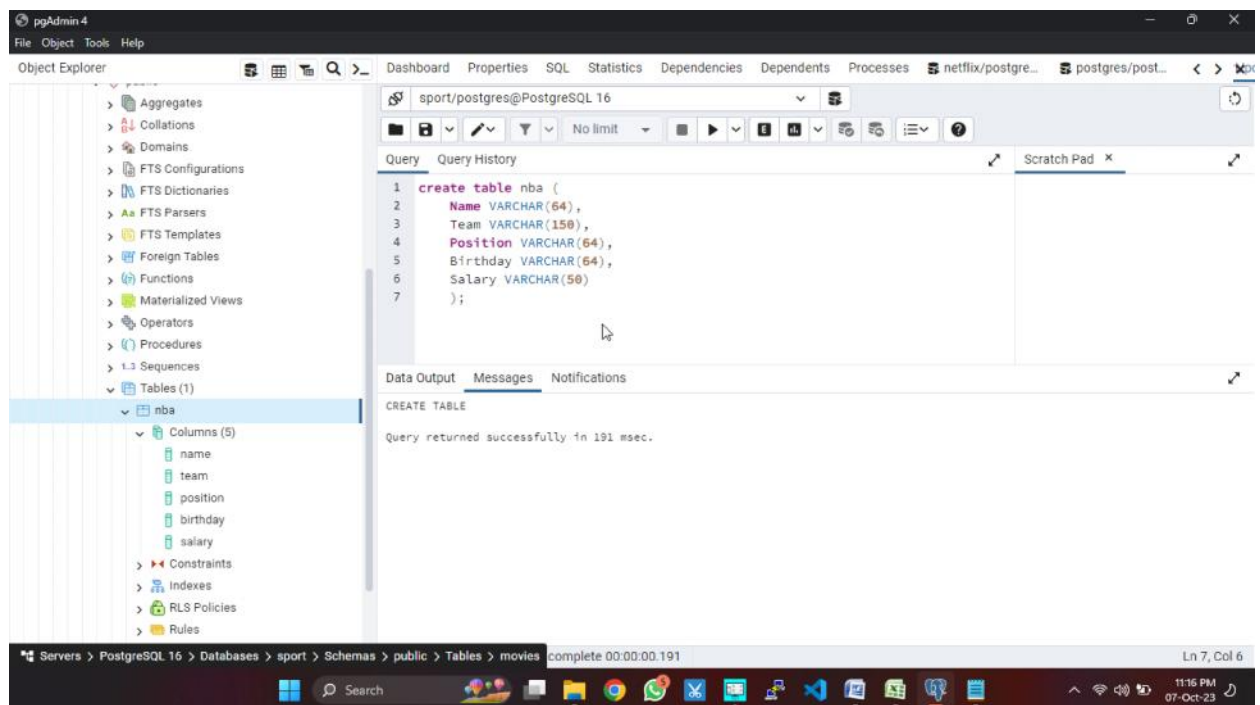 pgAdmin 4
File Object Tools Help
Object Explorer
Dashboard Properties SQL Statistics Dependencies Dependents Processes netflix/postgre... postgres/post...
public
Aggregates
Collations
Domains
FTS Configurations
FTS Dictionaries
FTS Parsers
FTS Templates
Foreign Tables
Functions
Materialized Views
Operators
Procedures
1..3 Sequences
Tables (1)
nba
Columns (5)
name
team
position
birthday
salary
Constraints
Indexes
RLS Policies
Rules
sport/postgres@PostgreSQL 16
No limit
Query Query History
Scratch Pad
1 create table nba (
2 Name VARCHAR(64),
3 Team VARCHAR(150),
4 Position VARCHAR(64),
5 Birthday VARCHAR(64),
6 Salary VARCHAR(50)
7 );
Data Output Messages Notifications
CREATE TABLE
Query returned successfully in 191 msec.
Servers > PostgreSQL 16 > Databases > sport > Schemas > public > Tables > movies
complete 00:00:00.191
Ln 7, Col 6
Search
11:16 PM
07-Oct-23